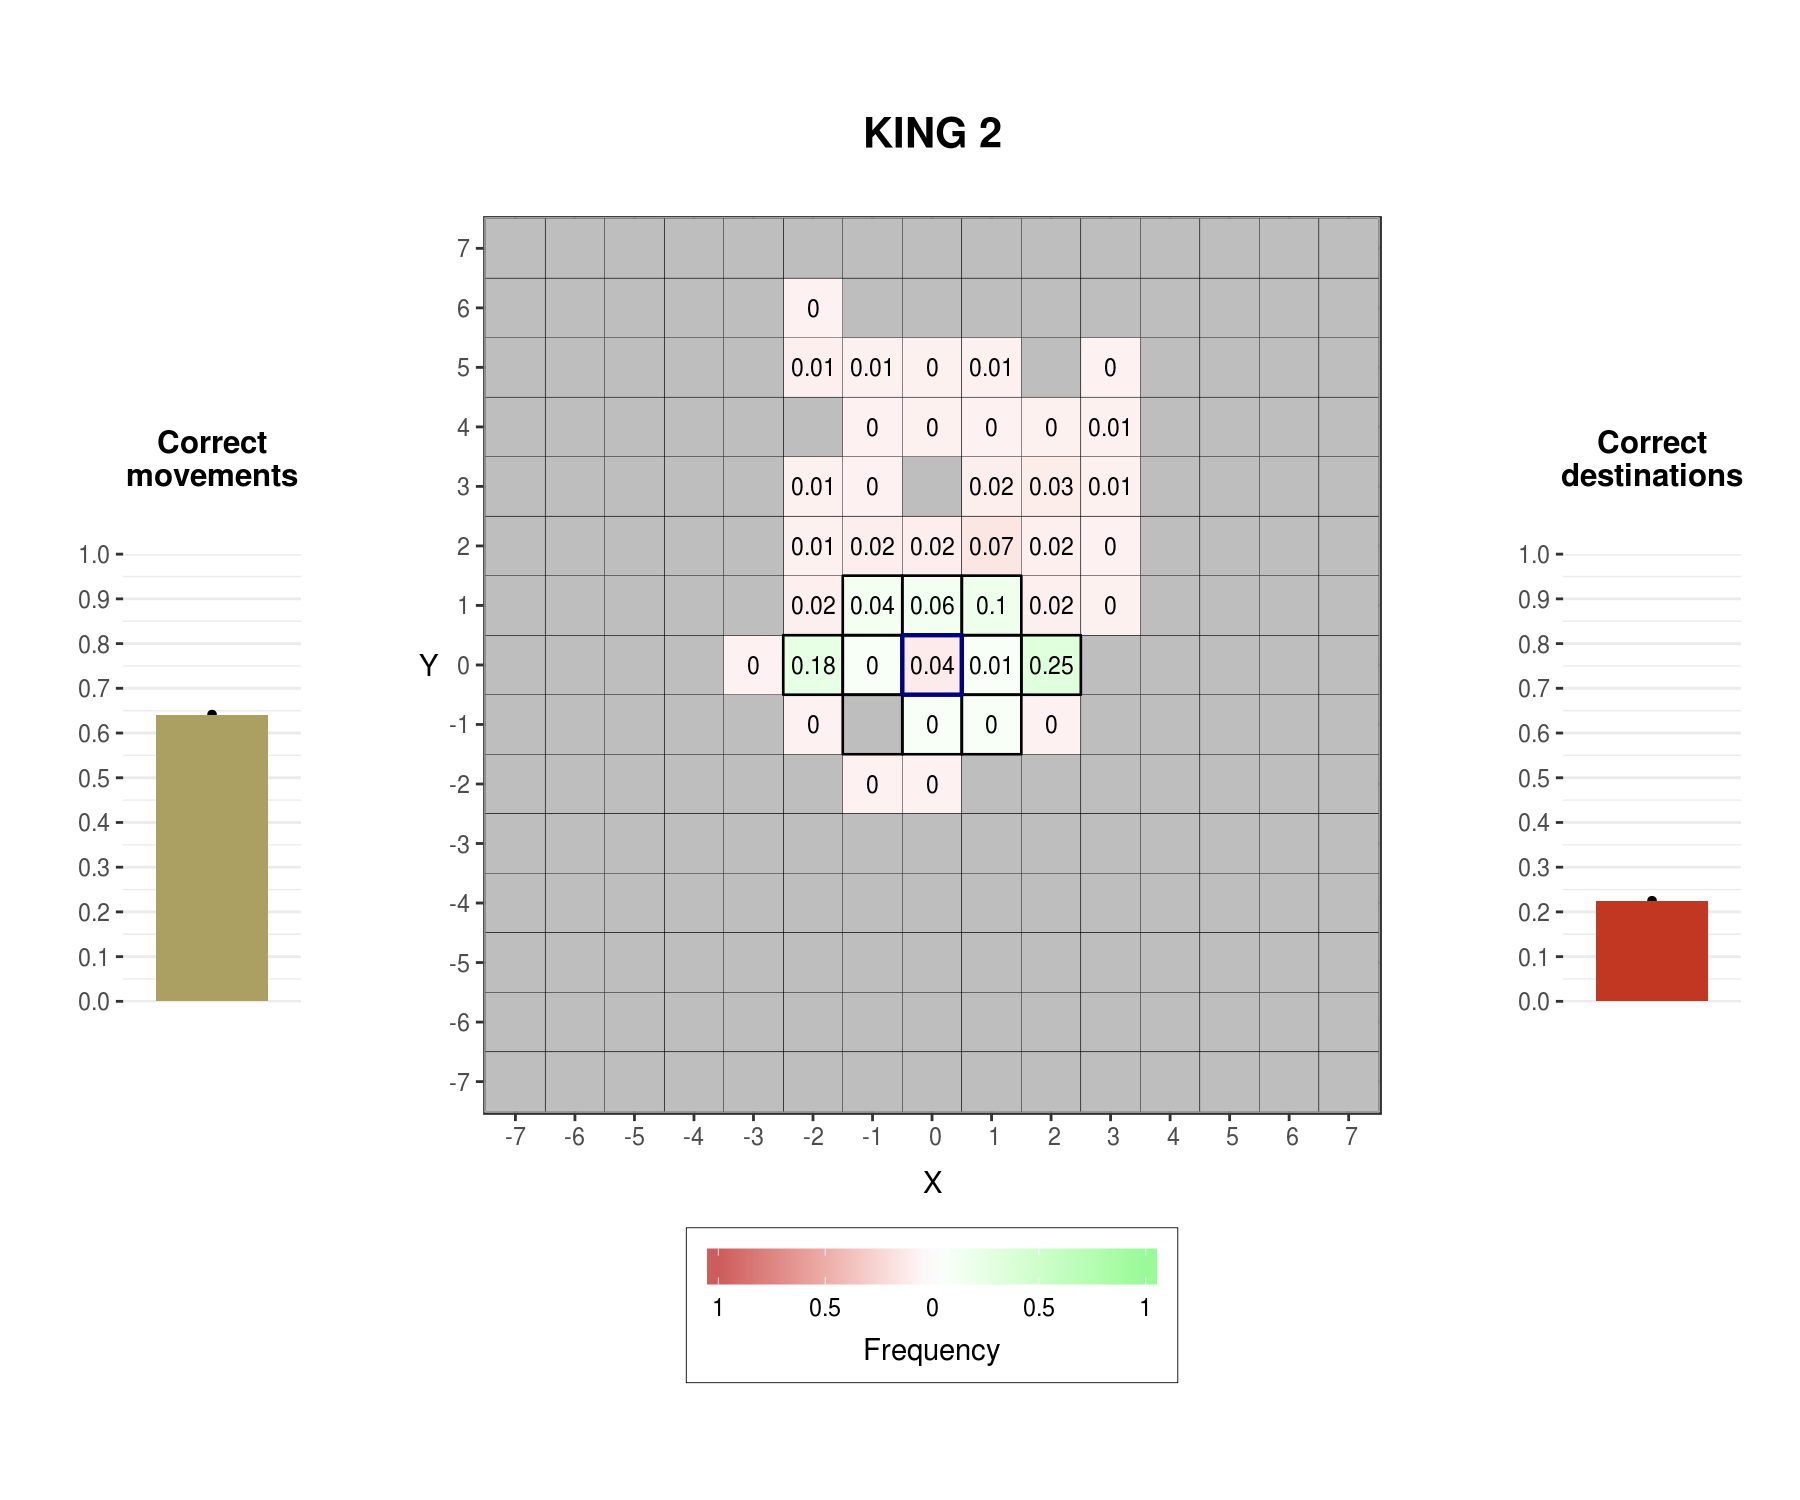 KING 2
Correct
movements
1.0
0.9
0.8
0.7
0.6
0.5
0.4
0.3
0.2
0.1
0.0
Y
7
6
5
4
3
2
1
0
-1
-2
-3
-4
-5
-6
-7
0
0.01 0.01 0 0.01 0
0 0 0 0 0.01
0.01 0 0.02 0.03 0.01
0.01 0.02 0.02 0.07 0.02 0
0.02 0.04 0.06 0.1 0.02 0
0 0.18 0 0.04 0.01 0.25
0 0 0 0
0 0
-7 -6 -5 -4 -3 -2 -1 0 1 2 3 4 5 6 7
X
1 0.5 0 0.5 1
Frequency
Correct
destinations
1.0
0.9
0.8
0.7
0.6
0.5
0.4
0.3
0.2
0.1
0.0